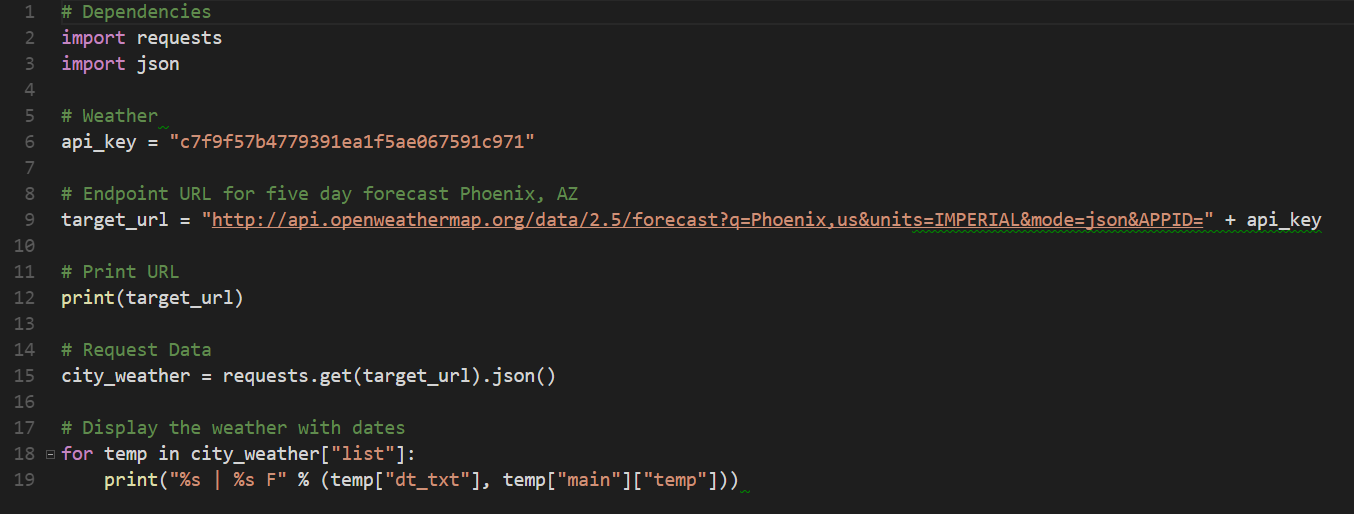 1 # Dependencies
2 import requests
3 import json
4
5 # Weather
6 api_key = "c7f9f57b4779391ea1f5ae067591c971"
7
8 # Endpoint URL for five day forecast Phoenix, AZ
9 target_url = "http://api.openweathermap.org/data/2.5/forecast?q=Phoenix,us&units=IMPERIAL&mode=json&APPID=" + api_key
10
11 # Print URL
12 print(target_url)
13
14 # Request Data
15 city_weather = requests.get(target_url).json()
16
17 # Display the weather with dates
18 for temp in city_weather["list"]:
19     print("%s | %s F" % (temp["dt_txt"], temp["main"]["temp"]))